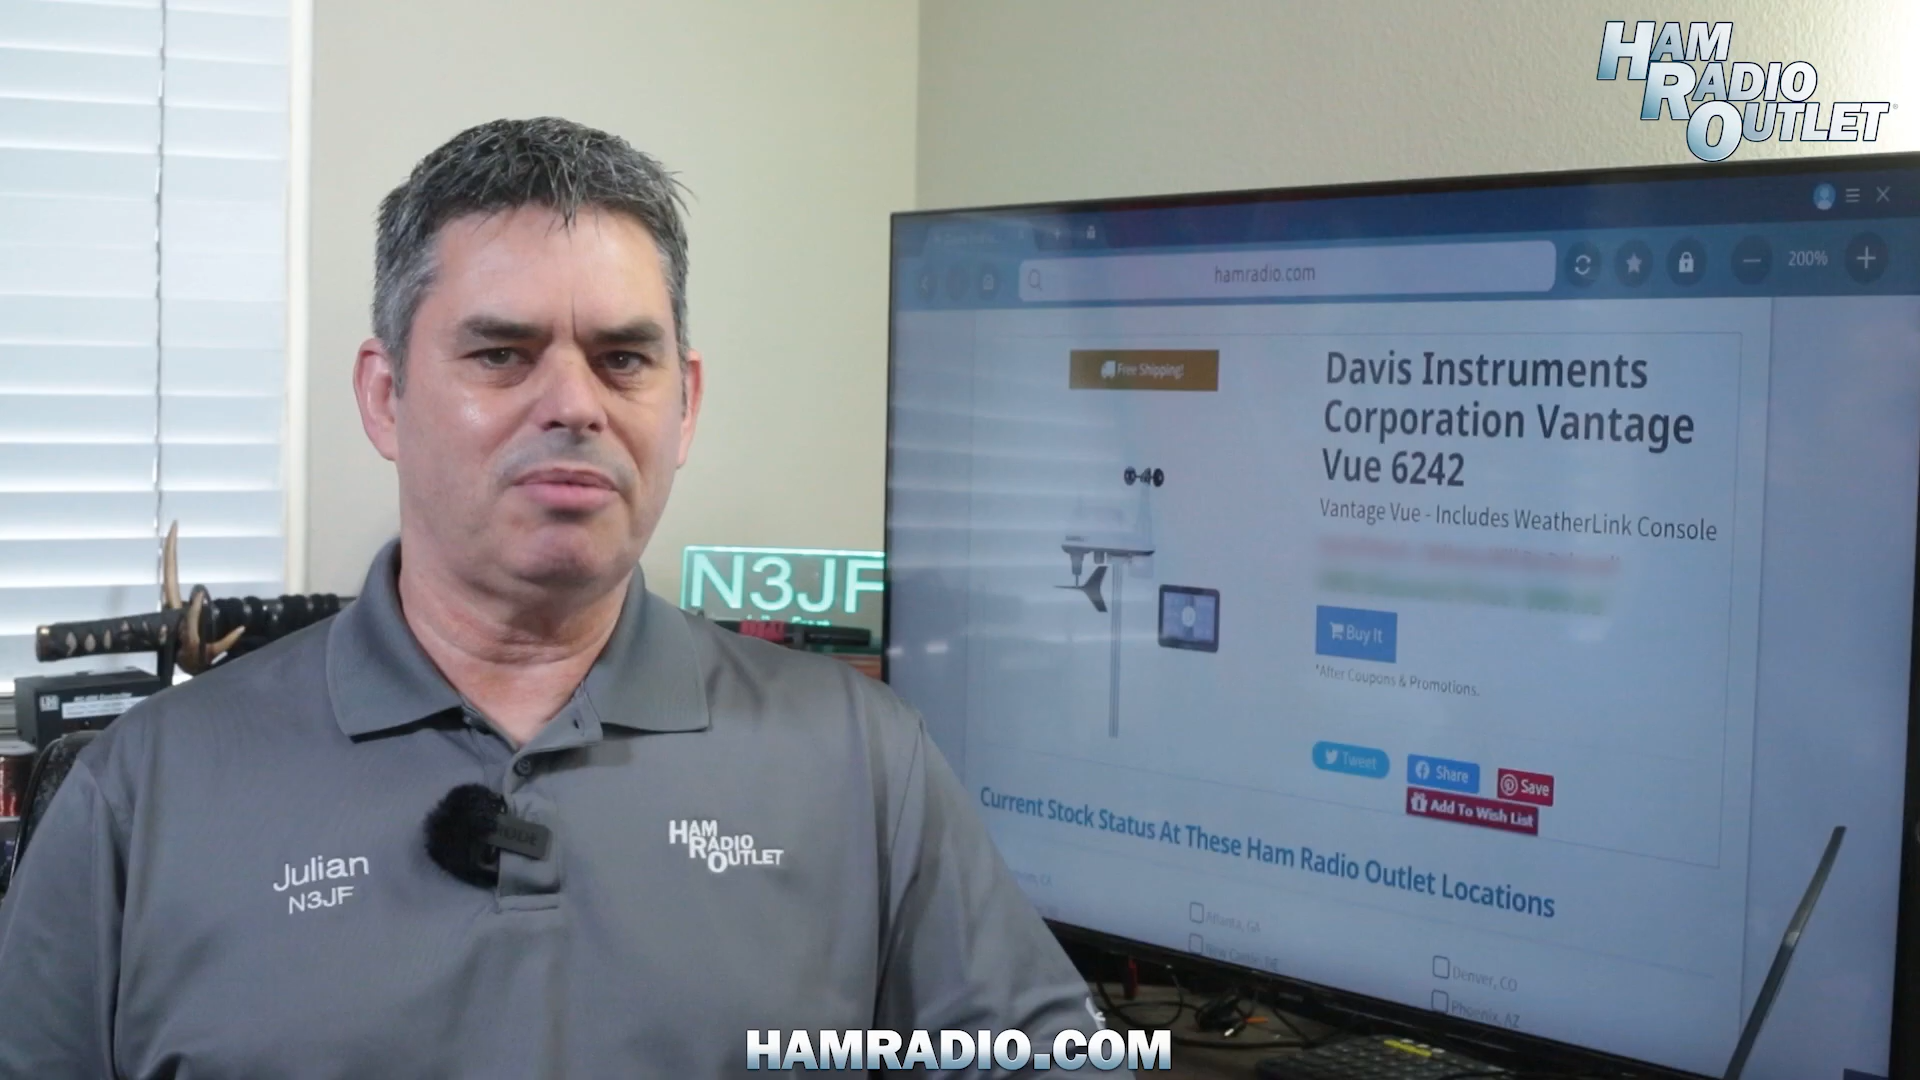 HAM
RADIO
OUTLET
hamradio.com
200%
Free Shipping!
Davis Instruments
Corporation Vantage
Vue 6242
Vantage Vue - Includes WeatherLink Console
Buy It
*After Coupons & Promotions.
Tweet
Share
Save
Add To Wish List
Current Stock Status At These Ham Radio Outlet Locations
Atlanta, GA
Denver, CO
Phoenix, AZ
N3JF
Julian
N3JF
HAM
RADIO
OUTLET
HAMRADIO.COM